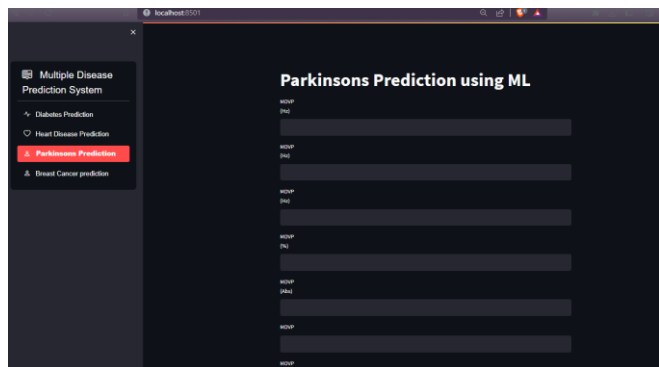 localhost:8501
×
Multiple Disease
Prediction System
Diabetes Prediction
Heart Disease Prediction
Parkinsons Prediction
Breast Cancer prediction
Parkinsons Prediction using ML
MDVP
(Hz)
MDVP
(Hz)
MDVP
(Hz)
MDVP
(%)
MDVP
(Abs)
MDVP
MDVP